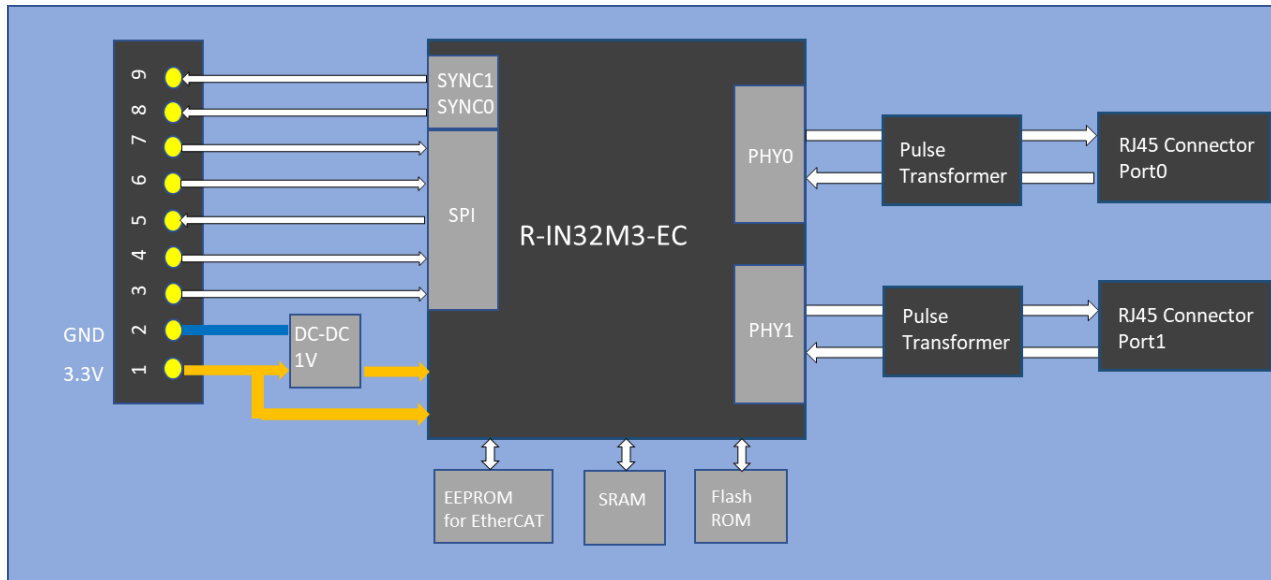 9
8
7
6
5
4
3
2
1
GND
3.3V
DC-DC
1V
SYNC1
SYNC0
SPI
R-IN32M3-EC
PHY0
PHY1
Pulse
Transformer
RJ45 Connector
Port0
Pulse
Transformer
RJ45 Connector
Port1
EEPROM
for EtherCAT
SRAM
Flash
ROM